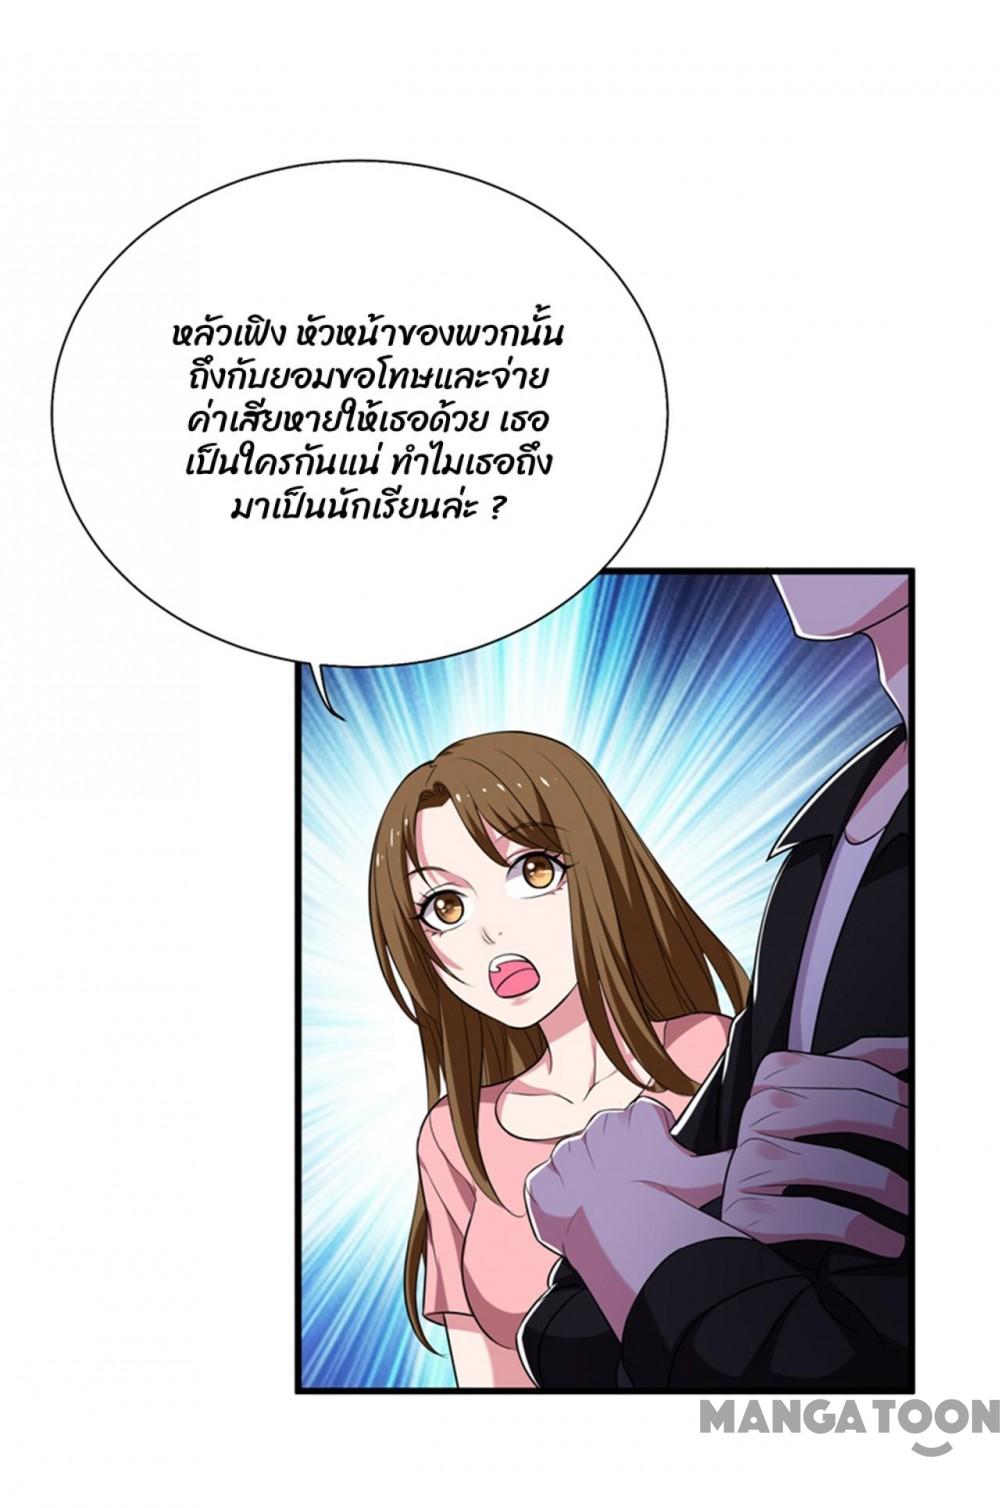 หลัวเฟิง หัวหน้าของพวกนั้น
ถึงกับยอมขอโทษและจ่าย
ค่าเสียหายให้เธอด้วย เธอ
เป็นใครกันแน่ ทำไมเธอถึง
มาเป็นนักเรียนล่ะ ?
MANGATOON